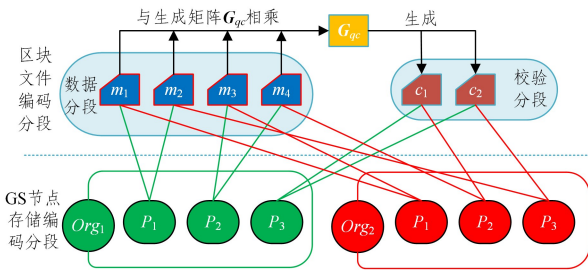 与生成矩阵Gqc相乘
Gqc
生成
区块
文件
编码
分段
数据
分段
m1 m2 m3 m4
c1 c2
校验
分段
GS节点
存储编
码分段
Org1 P1 P2 P3
Org2 P1 P2 P3